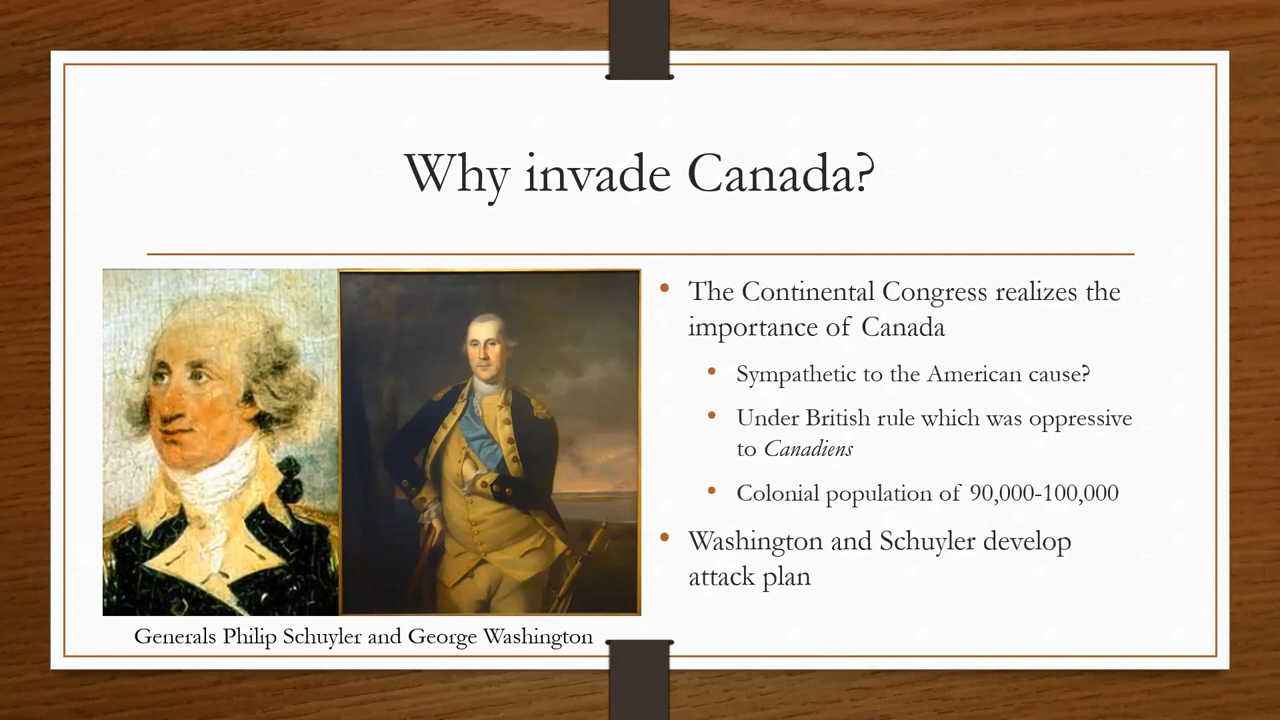 Why invade Canada?
• The Continental Congress realizes the
importance of Canada
• Sympathetic to the American cause?
• Under British rule which was oppressive
to Canadiens
• Colonial population of 90,000-100,000
• Washington and Schuyler develop
attack plan
Generals Philip Schuyler and George Washington